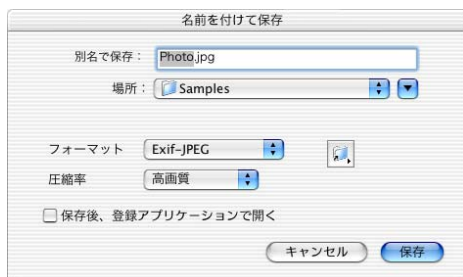 名前を付けて保存
別名で保存： Photo.jpg
場所： Samples
フォーマット Exif-JPEG
圧縮率 高画質
保存後、登録アプリケーションで開く
キャンセル 保存